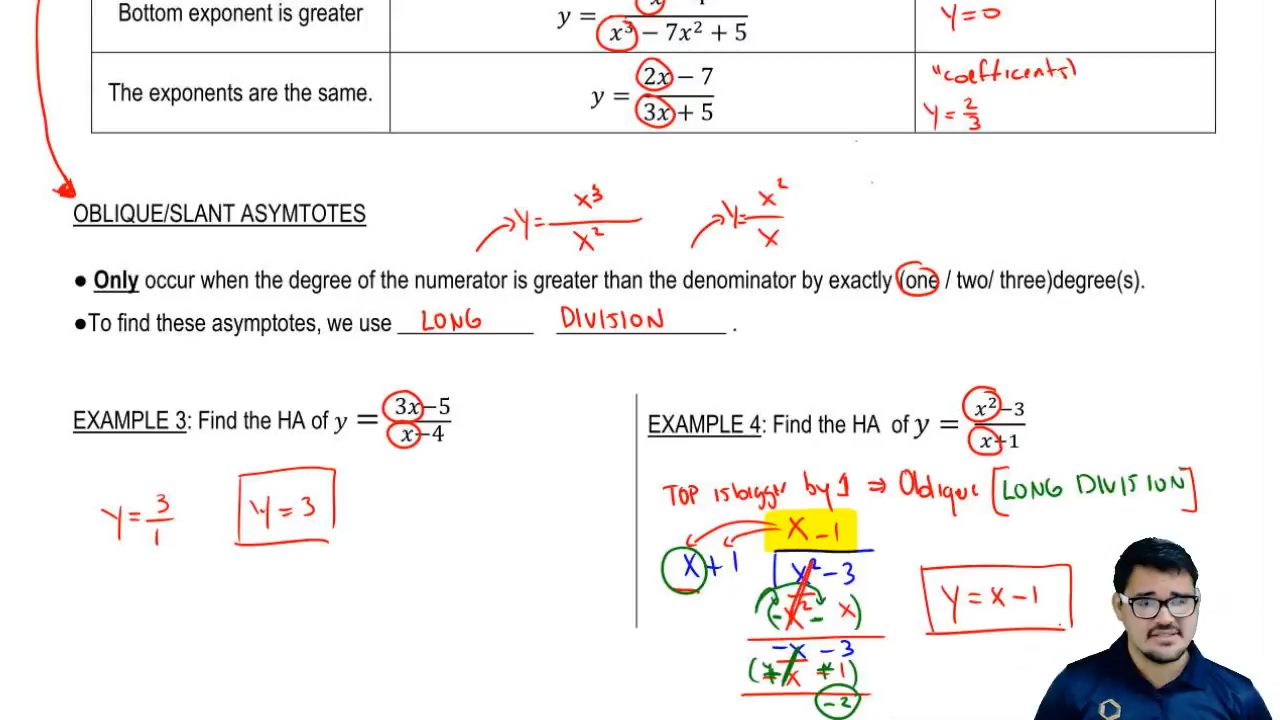 Bottom exponent is greater
y =
x³ − 7x² + 5
y = 0
The exponents are the same.
y = (2x − 7)/(3x + 5)
"coefficents)
y = 2/3
OBLIQUE/SLANT ASYMTOTES
y = x³/x²
y = x²/x
● Only occur when the degree of the numerator is greater than the denominator by exactly (one / two/ three)degree(s).
●To find these asymptotes, we use LONG DIVISION .
EXAMPLE 3: Find the HA of y = (3x−5)/(x−4)
y = 3/1
y = 3
EXAMPLE 4: Find the HA of y = (x²−3)/(x+1)
TOP is bigger by 1 ⇒ Oblique [LONG DIVISION]
x − 1
x + 1 x² − 3
(-x² - x)
-x - 3
(+x + 1)
-2
y = x − 1